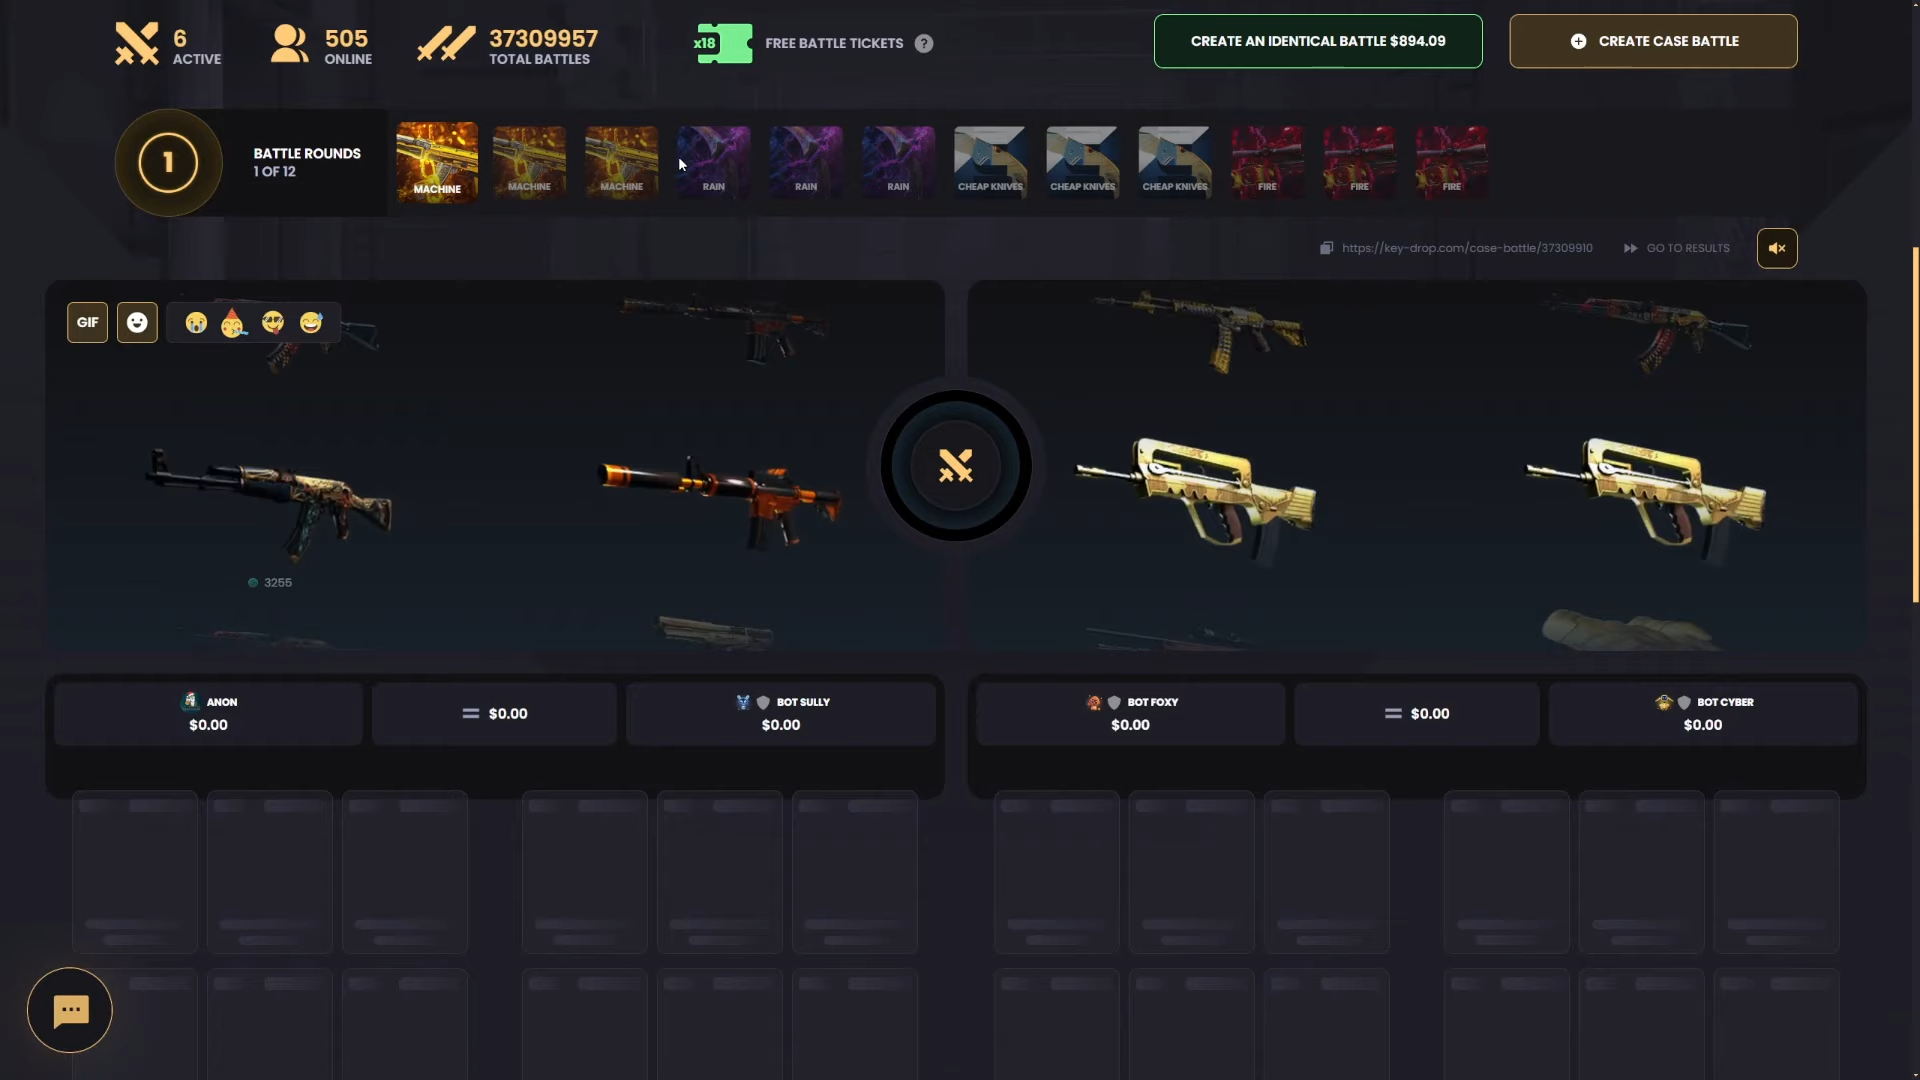 6
ACTIVE
505
ONLINE
37309957
TOTAL BATTLES
x18
FREE BATTLE TICKETS ?
CREATE AN IDENTICAL BATTLE $894.09
CREATE CASE BATTLE
1
BATTLE ROUNDS
1 OF 12
MACHINE
MACHINE
MACHINE
RAIN
RAIN
RAIN
CHEAP KNIVES
CHEAP KNIVES
CHEAP KNIVES
FIRE
FIRE
FIRE
https://key-drop.com/case-battle/37309910
GO TO RESULTS
GIF
3255
ANON
$0.00
= $0.00
BOT SULLY
$0.00
BOT FOXY
$0.00
= $0.00
BOT CYBER
$0.00